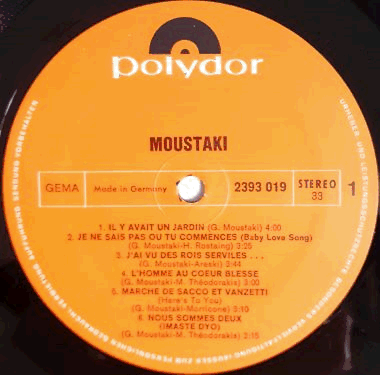 polydor
MOUSTAKI
GEMA
Made in Germany
2393 019
STEREO
33
1
1. IL Y AVAIT UN JARDIN (G. Moustaki) 4:00
2. JE NE SAIS PAS OU TU COMMENCES (Baby Love Song)
(G. Moustaki-H. Rostaing) 3:25
3. J'AI VU DES ROIS SERVILES . . .
(G. Moustaki-Areski) 3:44
4. L'HOMME AU COEUR BLESSE
(G. Moustaki-M. Théodorakis) 3:00
5. MARCHE DE SACCO ET VANZETTI
(Here's To You)
(G. Moustaki-Morricone) 3:10
6. NOUS SOMMES DEUX
(IMASTE DYO)
(G. Moustaki-M. Théodorakis) 2:15